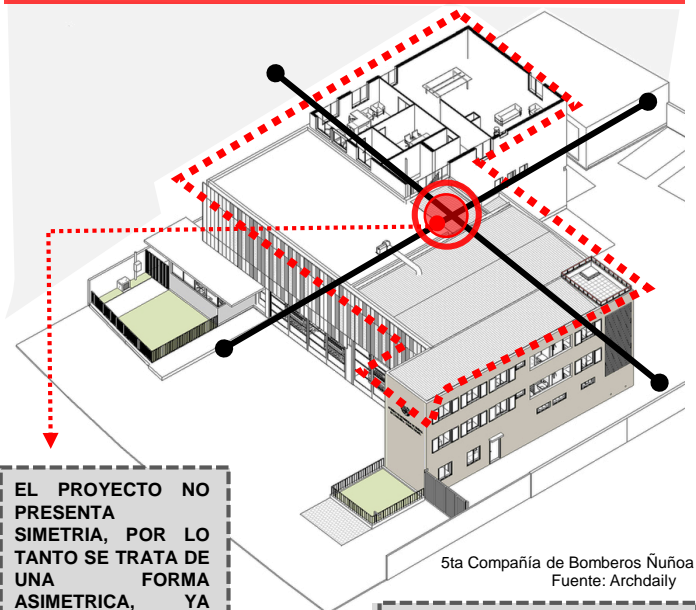 EL PROYECTO NO
PRESENTA
SIMETRIA, POR LO
TANTO SE TRATA DE
UNA FORMA
ASIMETRICA, YA
5ta Compañía de Bomberos Ñuñoa
Fuente: Archdaily